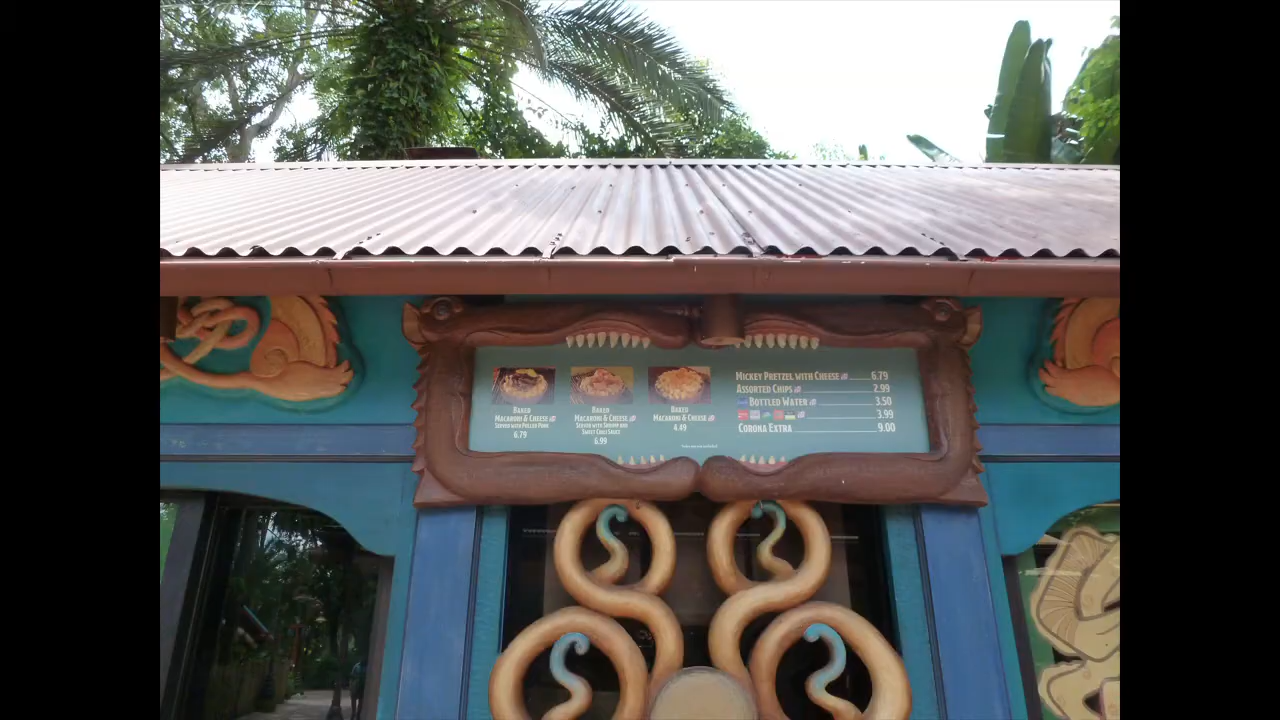 BAKED
MACARONI & CHEESE
SERVED WITH PULLED PORK
6.79
BAKED
MACARONI & CHEESE
SERVED WITH SHRIMP AND
SWEET CHILI SAUCE
6.99
BAKED
MACARONI & CHEESE
4.49
MICKEY PRETZEL WITH CHEESE 6.79
ASSORTED CHIPS 2.99
BOTTLED WATER 3.50
3.99
CORONA EXTRA 9.00